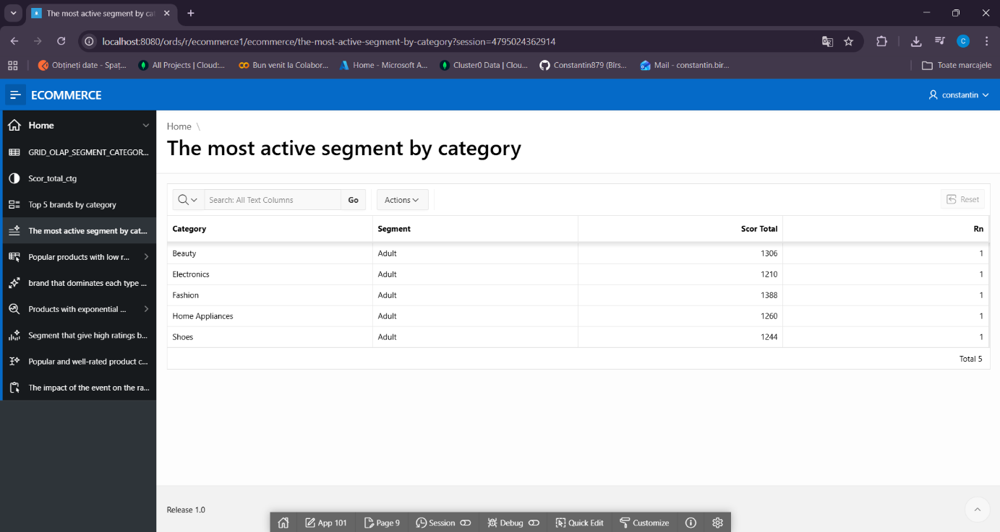 The most active segment by cat
localhost:8080/ords/r/ecommerce1/ecommerce/the-most-active-segment-by-category?session=4795024362914
C
Obțineți date - Spaț...
All Projects | Cloud:...
Bun venit la Colabor...
Home - Microsoft A...
Cluster0 Data | Clou...
Constantin879 (Bîrs...
Mail - constantin.bir...
Toate marcajele
ECOMMERCE
constantin
Home
GRID_OLAP_SEGMENT_CATEGOR...
Scor_total_ctg
Top 5 brands by category
The most active segment by cat...
Popular products with low r...
brand that dominates each type ...
Products with exponential ...
Segment that give high ratings b...
Popular and well-rated product c...
The impact of the event on the ra...
Home \
The most active segment by category
Search: All Text Columns
Go
Actions
Reset
Category Segment Scor Total Rn
Beauty Adult 1306 1
Electronics Adult 1210 1
Fashion Adult 1388 1
Home Appliances Adult 1260 1
Shoes Adult 1244 1
Total 5
Release 1.0
App 101
Page 9
Session
Debug
Quick Edit
Customize